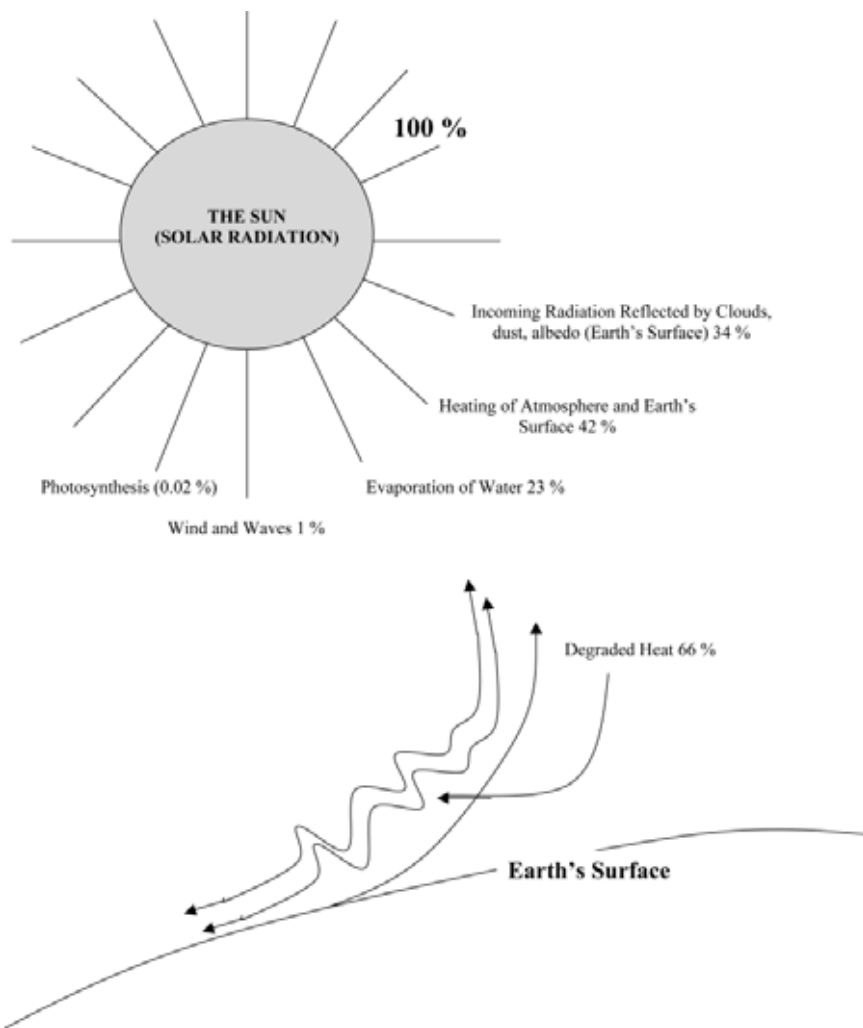 100 %
THE SUN
(SOLAR RADIATION)
Incoming Radiation Reflected by Clouds,
dust, albedo (Earth's Surface) 34 %
Heating of Atmosphere and Earth's
Surface 42 %
Photosynthesis (0.02 %)
Evaporation of Water 23 %
Wind and Waves 1 %
Degraded Heat 66 %
Earth's Surface